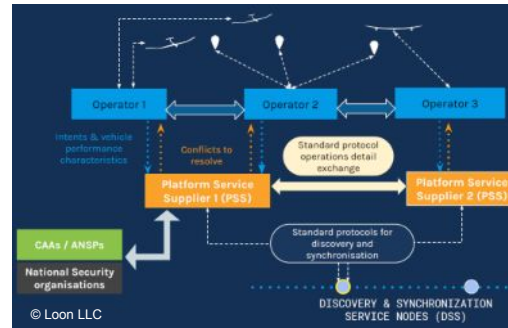 Operator 1
Operator 2
Operator 3
Intents & vehicle
performance
characteristics
Conflicts to
resolve
Standard protocol
operations detail
exchange
Platform Service
Supplier 1 (PSS)
Platform Service
Supplier 2 (PSS)
CAAs / ANSPs
National Security
organisations
Standard protocols for
discovery and
synchronisation
© Loon LLC
DISCOVERY & SYNCHRONIZATION
SERVICE NODES (DSS)